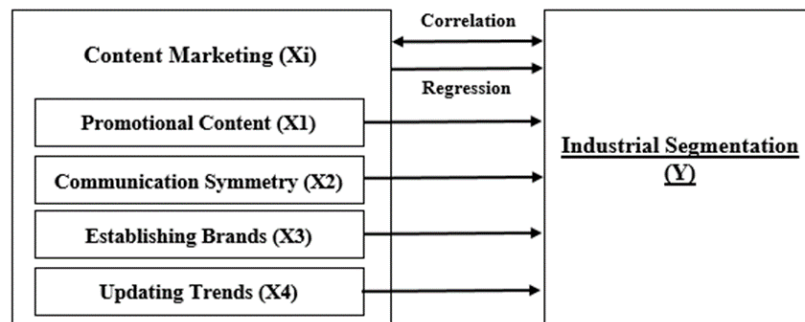 Correlation
Content Marketing (Xi)
Regression
Promotional Content (X1)
Communication Symmetry (X2)
Establishing Brands (X3)
Updating Trends (X4)
Industrial Segmentation
(Y)